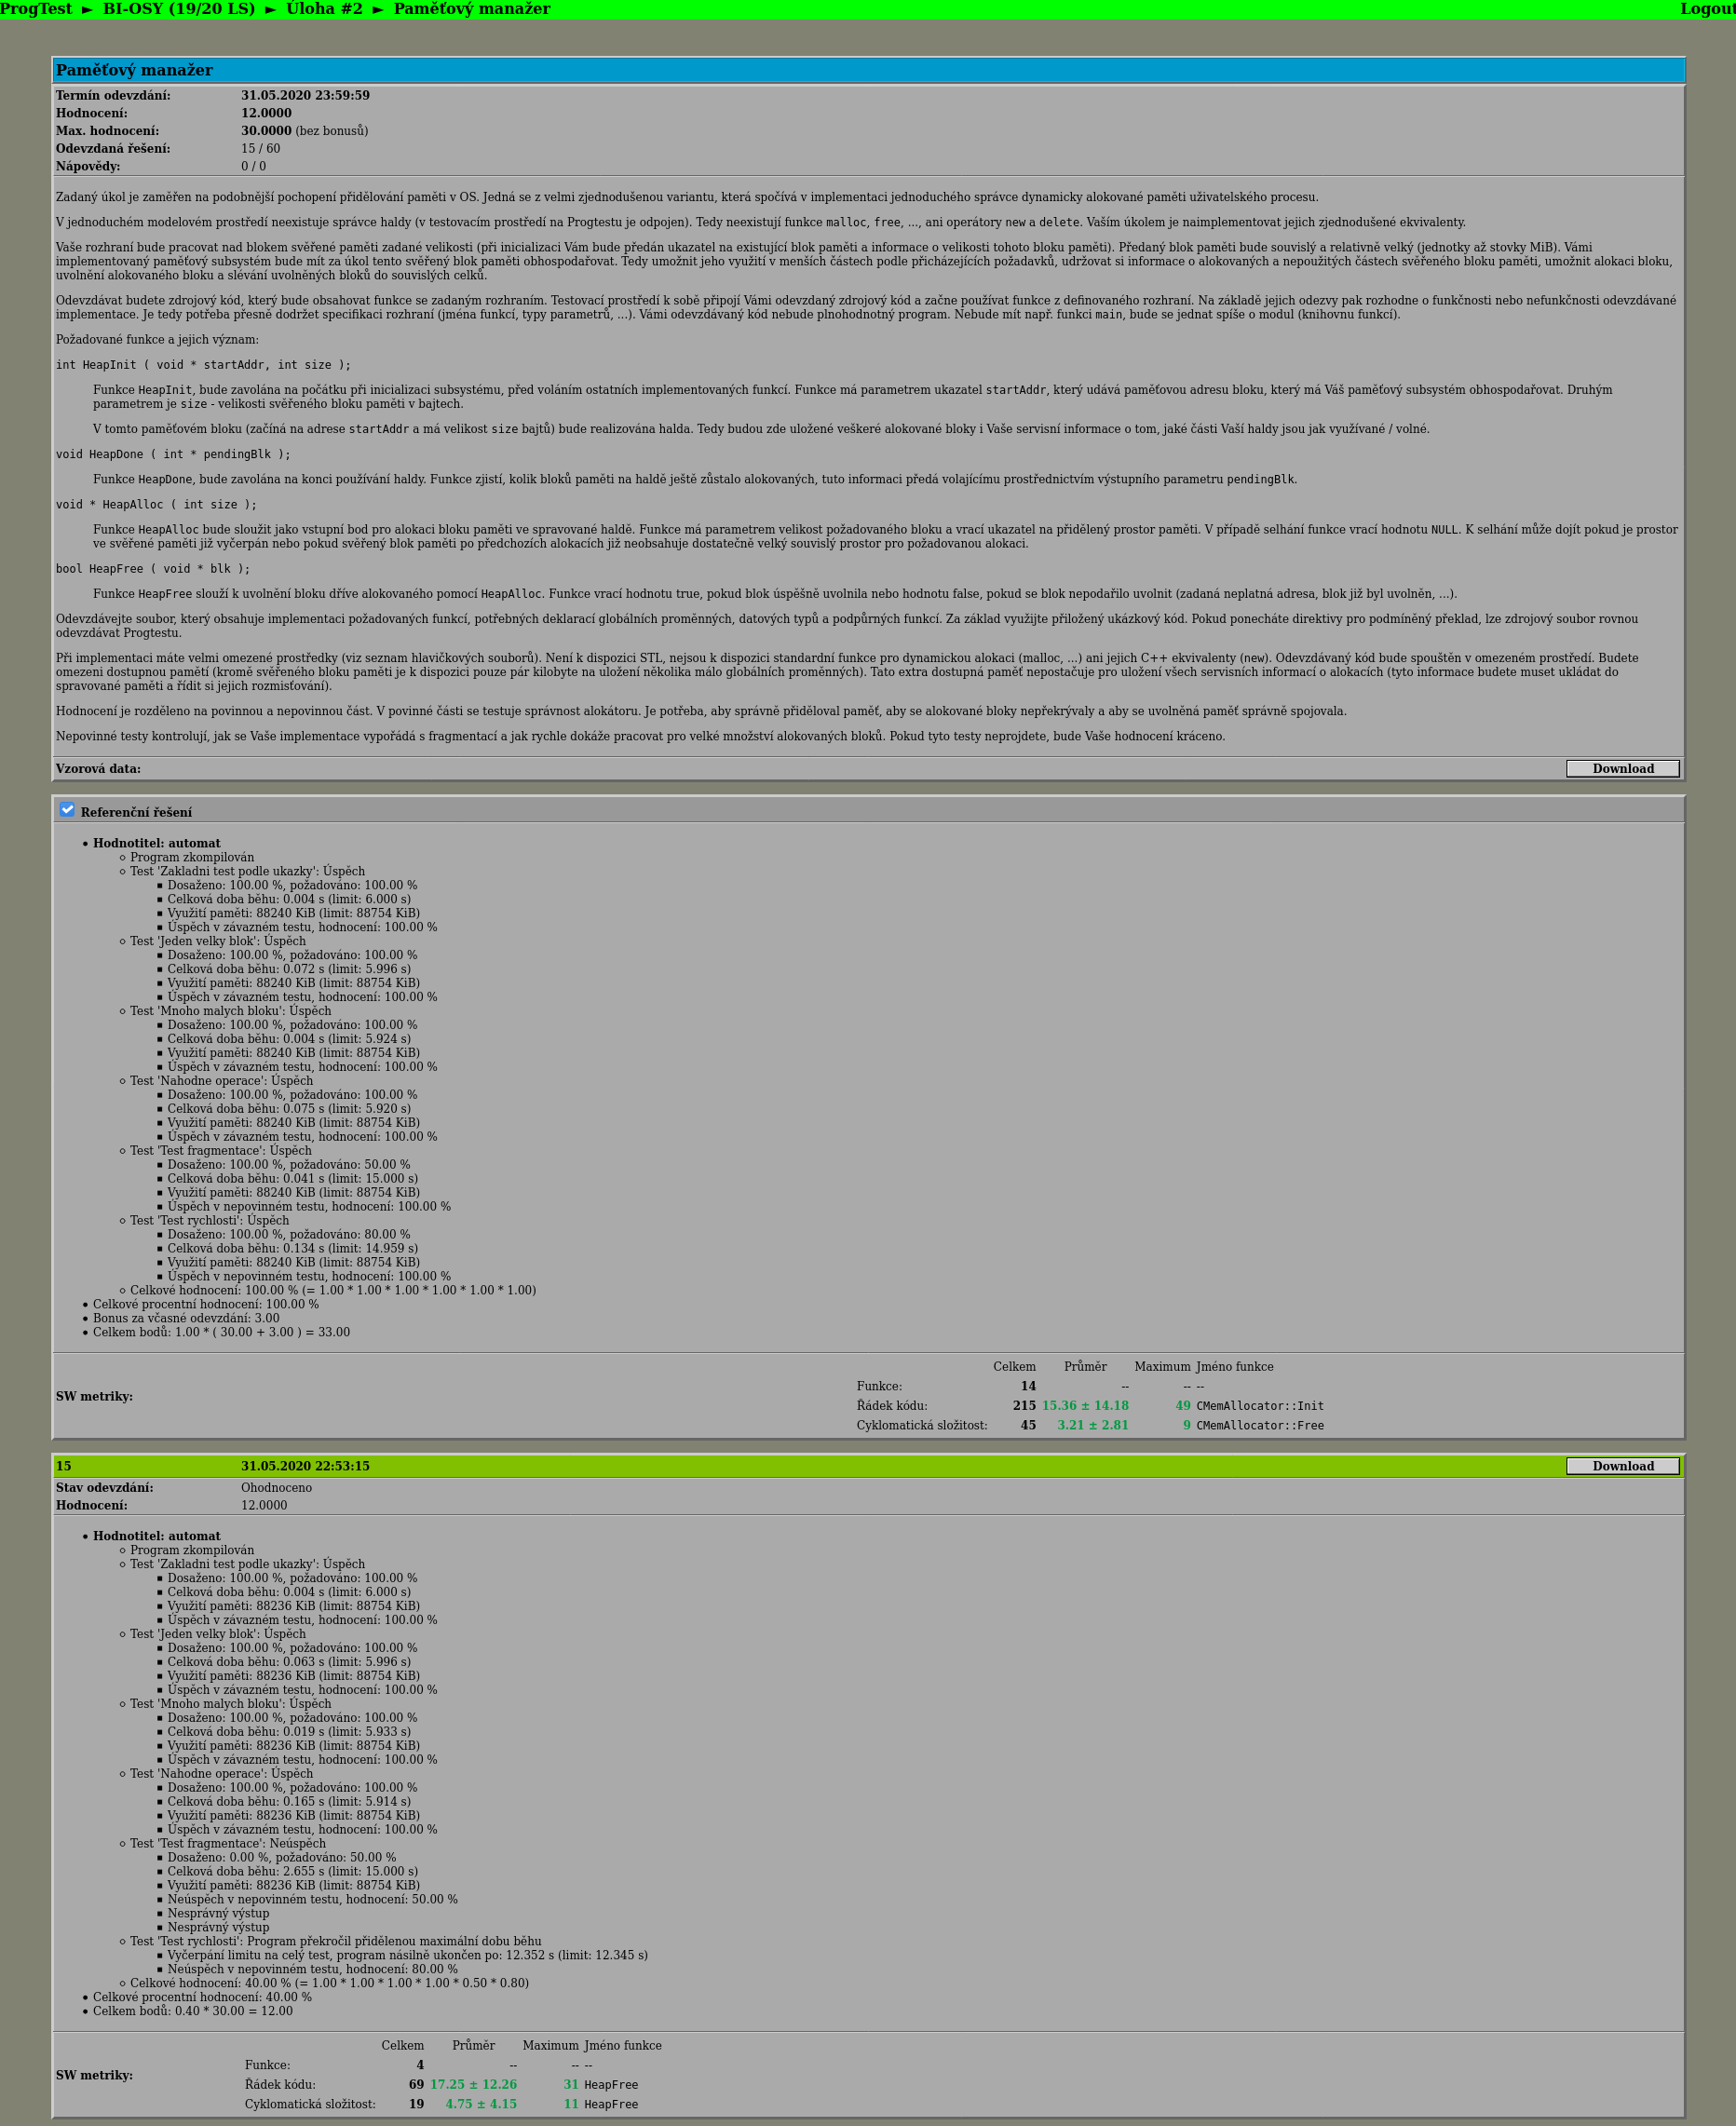 ProgTest ► BI-OSY (19/20 LS) ► Úloha #2 ► Paměťový manažer Logout
Paměťový manažer
Termín odevzdání: 31.05.2020 23:59:59
Hodnocení: 12.0000
Max. hodnocení: 30.0000 (bez bonusů)
Odevzdaná řešení: 15 / 60
Nápovědy: 0 / 0
Zadaný úkol je zaměřen na podobnější pochopení přidělování paměti v OS. Jedná se z velmi zjednodušenou variantu, která spočívá v implementaci jednoduchého správce dynamicky alokované paměti uživatelského procesu.
V jednoduchém modelovém prostředí neexistuje správce haldy (v testovacím prostředí na Progtestu je odpojen). Tedy neexistují funkce malloc, free, ..., ani operátory new a delete. Vaším úkolem je naimplementovat jejich zjednodušené ekvivalenty.
Vaše rozhraní bude pracovat nad blokem svěřené paměti zadané velikosti (při inicializaci Vám bude předán ukazatel na existující blok paměti a informace o velikosti tohoto bloku paměti). Předaný blok paměti bude souvislý a relativně velký (jednotky až stovky MiB). Vámi
implementovaný paměťový subsystém bude mít za úkol tento svěřený blok paměti obhospodařovat. Tedy umožnit jeho využití v menších částech podle přicházejících požadavků, udržovat si informace o alokovaných a nepoužitých částech svěřeného bloku paměti, umožnit alokaci bloku,
uvolnění alokovaného bloku a slévání uvolněných bloků do souvislých celků.
Odevzdávat budete zdrojový kód, který bude obsahovat funkce se zadaným rozhraním. Testovací prostředí k sobě připojí Vámi odevzdaný zdrojový kód a začne používat funkce z definovaného rozhraní. Na základě jejich odezvy pak rozhodne o funkčnosti nebo nefunkčnosti odevzdávané
implementace. Je tedy potřeba přesně dodržet specifikaci rozhraní (jména funkcí, typy parametrů, ...). Vámi odevzdávaný kód nebude plnohodnotný program. Nebude mít např. funkci main, bude se jednat spíše o modul (knihovnu funkcí).
Požadované funkce a jejich význam:
int HeapInit ( void * startAddr, int size );
Funkce HeapInit, bude zavolána na počátku při inicializaci subsystému, před voláním ostatních implementovaných funkcí. Funkce má parametrem ukazatel startAddr, který udává paměťovou adresu bloku, který má Váš paměťový subsystém obhospodařovat. Druhým
parametrem je size - velikosti svěřeného bloku paměti v bajtech.
V tomto paměťovém bloku (začíná na adrese startAddr a má velikost size bajtů) bude realizována halda. Tedy budou zde uložené veškeré alokované bloky i Vaše servisní informace o tom, jaké části Vaší haldy jsou jak využívané / volné.
void HeapDone ( int * pendingBlk );
Funkce HeapDone, bude zavolána na konci používání haldy. Funkce zjistí, kolik bloků paměti na haldě ještě zůstalo alokovaných, tuto informaci předá volajícímu prostřednictvím výstupního parametru pendingBlk.
void * HeapAlloc ( int size );
Funkce HeapAlloc bude sloužit jako vstupní bod pro alokaci bloku paměti ve spravované haldě. Funkce má parametrem velikost požadovaného bloku a vrací ukazatel na přidělený prostor paměti. V případě selhání funkce vrací hodnotu NULL. K selhání může dojít pokud je prostor
ve svěřené paměti již vyčerpán nebo pokud svěřený blok paměti po předchozích alokacích již neobsahuje dostatečně velký souvislý prostor pro požadovanou alokaci.
bool HeapFree ( void * blk );
Funkce HeapFree slouží k uvolnění bloku dříve alokovaného pomocí HeapAlloc. Funkce vrací hodnotu true, pokud blok úspěšně uvolnila nebo hodnotu false, pokud se blok nepodařilo uvolnit (zadaná neplatná adresa, blok již byl uvolněn, ...).
Odevzdávejte soubor, který obsahuje implementaci požadovaných funkcí, potřebných deklarací globálních proměnných, datových typů a podpůrných funkcí. Za základ využijte přiložený ukázkový kód. Pokud ponecháte direktivy pro podmíněný překlad, lze zdrojový soubor rovnou
odevzdávat Progtestu.
Při implementaci máte velmi omezené prostředky (viz seznam hlavičkových souborů). Není k dispozici STL, nejsou k dispozici standardní funkce pro dynamickou alokaci (malloc, ...) ani jejich C++ ekvivalenty (new). Odevzdávaný kód bude spouštěn v omezeném prostředí. Budete
omezeni dostupnou pamětí (kromě svěřeného bloku paměti je k dispozici pouze pár kilobyte na uložení několika málo globálních proměnných). Tato extra dostupná paměť nepostačuje pro uložení všech servisních informací o alokacích (tyto informace budete muset ukládat do
spravované paměti a řídit si jejich rozmisťování).
Hodnocení je rozděleno na povinnou a nepovinnou část. V povinné části se testuje správnost alokátoru. Je potřeba, aby správně přiděloval paměť, aby se alokované bloky nepřekrývaly a aby se uvolněná paměť správně spojovala.
Nepovinné testy kontrolují, jak se Vaše implementace vypořádá s fragmentací a jak rychle dokáže pracovat pro velké množství alokovaných bloků. Pokud tyto testy neprojdete, bude Vaše hodnocení kráceno.
Vzorová data: Download
Referenční řešení
• Hodnotitel: automat
○ Program zkompilován
○ Test 'Zakladni test podle ukazky': Úspěch
▪ Dosaženo: 100.00 %, požadováno: 100.00 %
▪ Celková doba běhu: 0.004 s (limit: 6.000 s)
▪ Využití paměti: 88240 KiB (limit: 88754 KiB)
▪ Úspěch v závazném testu, hodnocení: 100.00 %
○ Test 'Jeden velky blok': Úspěch
▪ Dosaženo: 100.00 %, požadováno: 100.00 %
▪ Celková doba běhu: 0.072 s (limit: 5.996 s)
▪ Využití paměti: 88240 KiB (limit: 88754 KiB)
▪ Úspěch v závazném testu, hodnocení: 100.00 %
○ Test 'Mnoho malych bloku': Úspěch
▪ Dosaženo: 100.00 %, požadováno: 100.00 %
▪ Celková doba běhu: 0.004 s (limit: 5.924 s)
▪ Využití paměti: 88240 KiB (limit: 88754 KiB)
▪ Úspěch v závazném testu, hodnocení: 100.00 %
○ Test 'Nahodne operace': Úspěch
▪ Dosaženo: 100.00 %, požadováno: 100.00 %
▪ Celková doba běhu: 0.075 s (limit: 5.920 s)
▪ Využití paměti: 88240 KiB (limit: 88754 KiB)
▪ Úspěch v závazném testu, hodnocení: 100.00 %
○ Test 'Test fragmentace': Úspěch
▪ Dosaženo: 100.00 %, požadováno: 50.00 %
▪ Celková doba běhu: 0.041 s (limit: 15.000 s)
▪ Využití paměti: 88240 KiB (limit: 88754 KiB)
▪ Úspěch v nepovinném testu, hodnocení: 100.00 %
○ Test 'Test rychlosti': Úspěch
▪ Dosaženo: 100.00 %, požadováno: 80.00 %
▪ Celková doba běhu: 0.134 s (limit: 14.959 s)
▪ Využití paměti: 88240 KiB (limit: 88754 KiB)
▪ Úspěch v nepovinném testu, hodnocení: 100.00 %
○ Celkové hodnocení: 100.00 % (= 1.00 * 1.00 * 1.00 * 1.00 * 1.00 * 1.00)
• Celkové procentní hodnocení: 100.00 %
• Bonus za včasné odevzdání: 3.00
• Celkem bodů: 1.00 * ( 30.00 + 3.00 ) = 33.00
SW metriky:
Celkem Průměr Maximum Jméno funkce
Funkce: 14 -- -- --
Řádek kódu: 215 15.36 ± 14.18 49 CMemAllocator::Init
Cyklomatická složitost: 45 3.21 ± 2.81 9 CMemAllocator::Free
15 31.05.2020 22:53:15 Download
Stav odevzdání: Ohodnoceno
Hodnocení: 12.0000
• Hodnotitel: automat
○ Program zkompilován
○ Test 'Zakladni test podle ukazky': Úspěch
▪ Dosaženo: 100.00 %, požadováno: 100.00 %
▪ Celková doba běhu: 0.004 s (limit: 6.000 s)
▪ Využití paměti: 88236 KiB (limit: 88754 KiB)
▪ Úspěch v závazném testu, hodnocení: 100.00 %
○ Test 'Jeden velky blok': Úspěch
▪ Dosaženo: 100.00 %, požadováno: 100.00 %
▪ Celková doba běhu: 0.063 s (limit: 5.996 s)
▪ Využití paměti: 88236 KiB (limit: 88754 KiB)
▪ Úspěch v závazném testu, hodnocení: 100.00 %
○ Test 'Mnoho malych bloku': Úspěch
▪ Dosaženo: 100.00 %, požadováno: 100.00 %
▪ Celková doba běhu: 0.019 s (limit: 5.933 s)
▪ Využití paměti: 88236 KiB (limit: 88754 KiB)
▪ Úspěch v závazném testu, hodnocení: 100.00 %
○ Test 'Nahodne operace': Úspěch
▪ Dosaženo: 100.00 %, požadováno: 100.00 %
▪ Celková doba běhu: 0.165 s (limit: 5.914 s)
▪ Využití paměti: 88236 KiB (limit: 88754 KiB)
▪ Úspěch v závazném testu, hodnocení: 100.00 %
○ Test 'Test fragmentace': Neúspěch
▪ Dosaženo: 0.00 %, požadováno: 50.00 %
▪ Celková doba běhu: 2.655 s (limit: 15.000 s)
▪ Využití paměti: 88236 KiB (limit: 88754 KiB)
▪ Neúspěch v nepovinném testu, hodnocení: 50.00 %
▪ Nesprávný výstup
▪ Nesprávný výstup
○ Test 'Test rychlosti': Program překročil přidělenou maximální dobu běhu
▪ Vyčerpání limitu na celý test, program násilně ukončen po: 12.352 s (limit: 12.345 s)
▪ Neúspěch v nepovinném testu, hodnocení: 80.00 %
○ Celkové hodnocení: 40.00 % (= 1.00 * 1.00 * 1.00 * 1.00 * 0.50 * 0.80)
• Celkové procentní hodnocení: 40.00 %
• Celkem bodů: 0.40 * 30.00 = 12.00
SW metriky:
Celkem Průměr Maximum Jméno funkce
Funkce: 4 -- -- --
Řádek kódu: 69 17.25 ± 12.26 31 HeapFree
Cyklomatická složitost: 19 4.75 ± 4.15 11 HeapFree